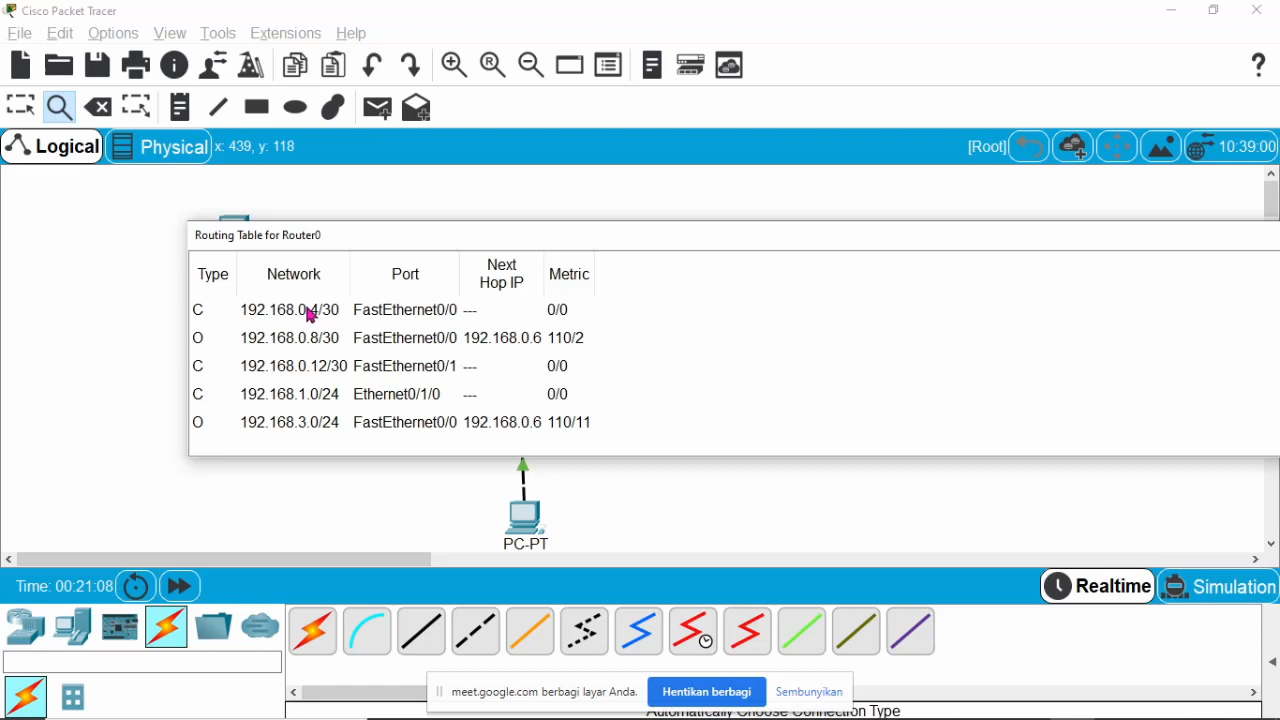 Cisco Packet Tracer
File Edit Options View Tools Extensions Help
Logical Physical x: 439, y: 118 [Root] 10:39:00
Routing Table for Router0
Type Network Port Next Hop IP Metric
C 192.168.0.4/30 FastEthernet0/0 --- 0/0
O 192.168.0.8/30 FastEthernet0/0 192.168.0.6 110/2
C 192.168.0.12/30 FastEthernet0/1 --- 0/0
C 192.168.1.0/24 Ethernet0/1/0 --- 0/0
O 192.168.3.0/24 FastEthernet0/0 192.168.0.6 110/11
PC-PT
Time: 00:21:08 Realtime Simulation
meet.google.com berbagi layar Anda. Hentikan berbagi Sembunyikan
Automatically Choose Connection Type